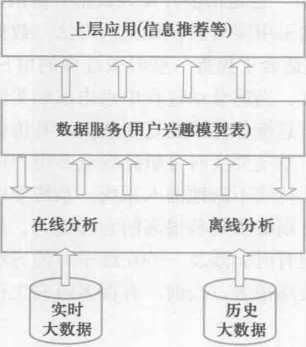 上层应用(信息推荐等)
数据服务(用户兴趣模型表)
在线分析
离线分析
实时
大数据
历史
大数据